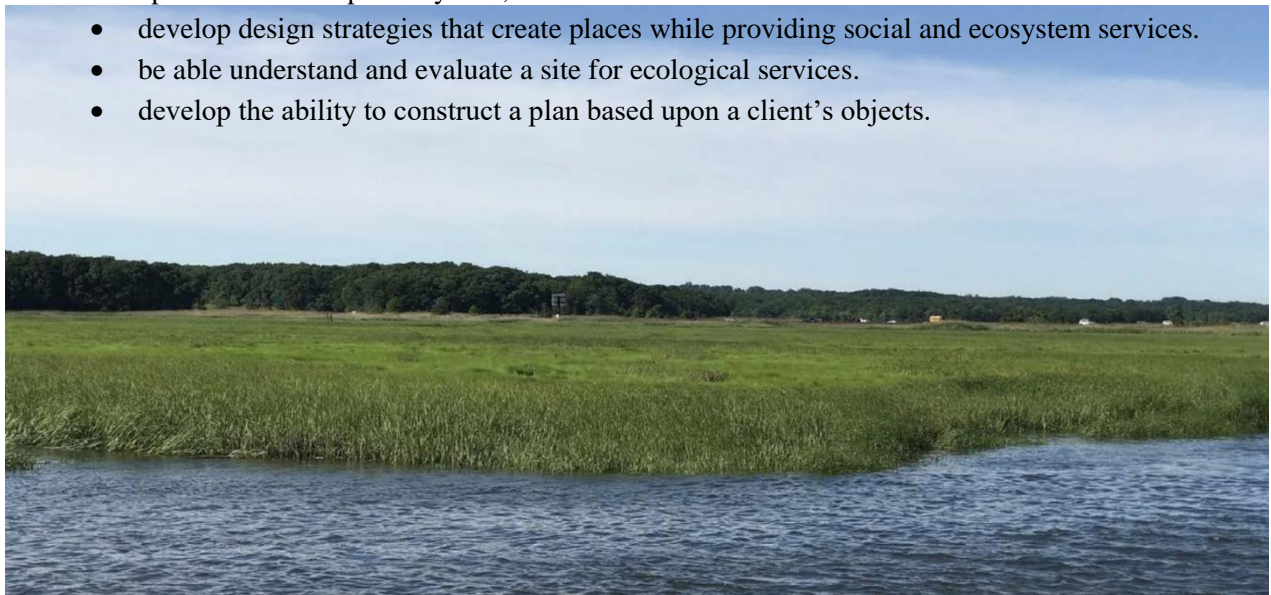 • develop design strategies that create places while providing social and ecosystem services.
• be able understand and evaluate a site for ecological services.
• develop the ability to construct a plan based upon a client’s objects.